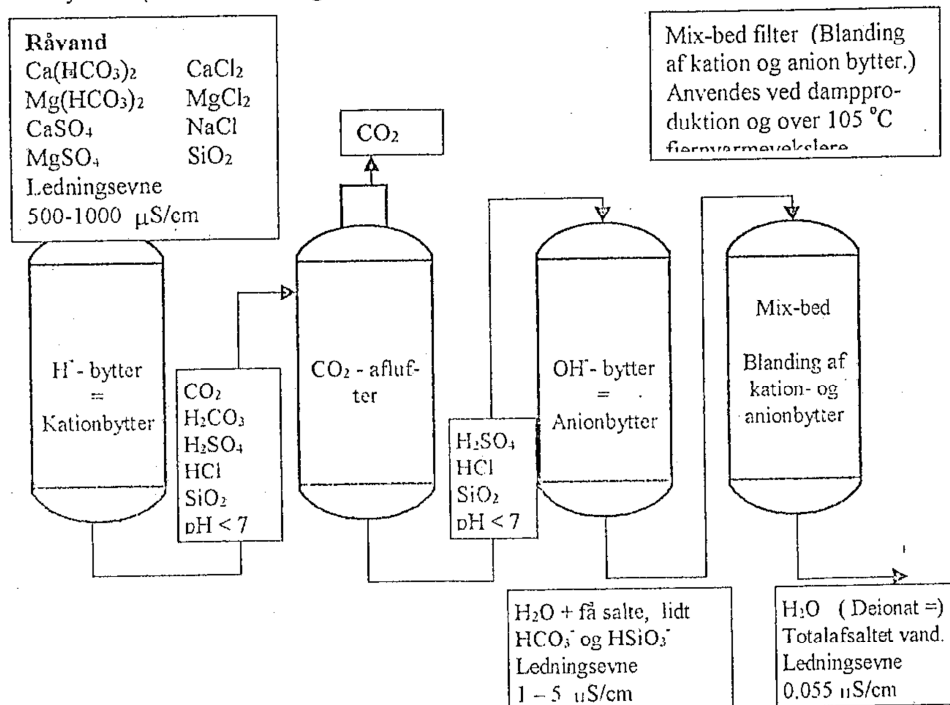 Råvand
Ca(HCO₃)₂ CaCl₂
Mg(HCO₃)₂ MgCl₂
CaSO₄ NaCl
MgSO₄ SiO₂
Ledningsevne
500-1000 µS/cm
CO₂
Mix-bed filter (Blanding
af kation og anion bytter.)
Anvendes ved damppro-
duktion og over 105 °C
fjernvarmevekslere
H⁺- bytter
=
Kationbytter
CO₂
H₂CO₃
H₂SO₄
HCl
SiO₂
pH < 7
CO₂ - afluf-
ter
H₂SO₄
HCl
SiO₂
pH < 7
OH⁻- bytter
=
Anionbytter
Mix-bed
Blanding af
kation- og
anionbytter
H₂O + få salte, lidt
HCO₃⁻ og HSiO₃⁻
Ledningsevne
1 – 5 µS/cm
H₂O ( Deionat =)
Totalafsaltet vand.
Ledningsevne
0.055 µS/cm